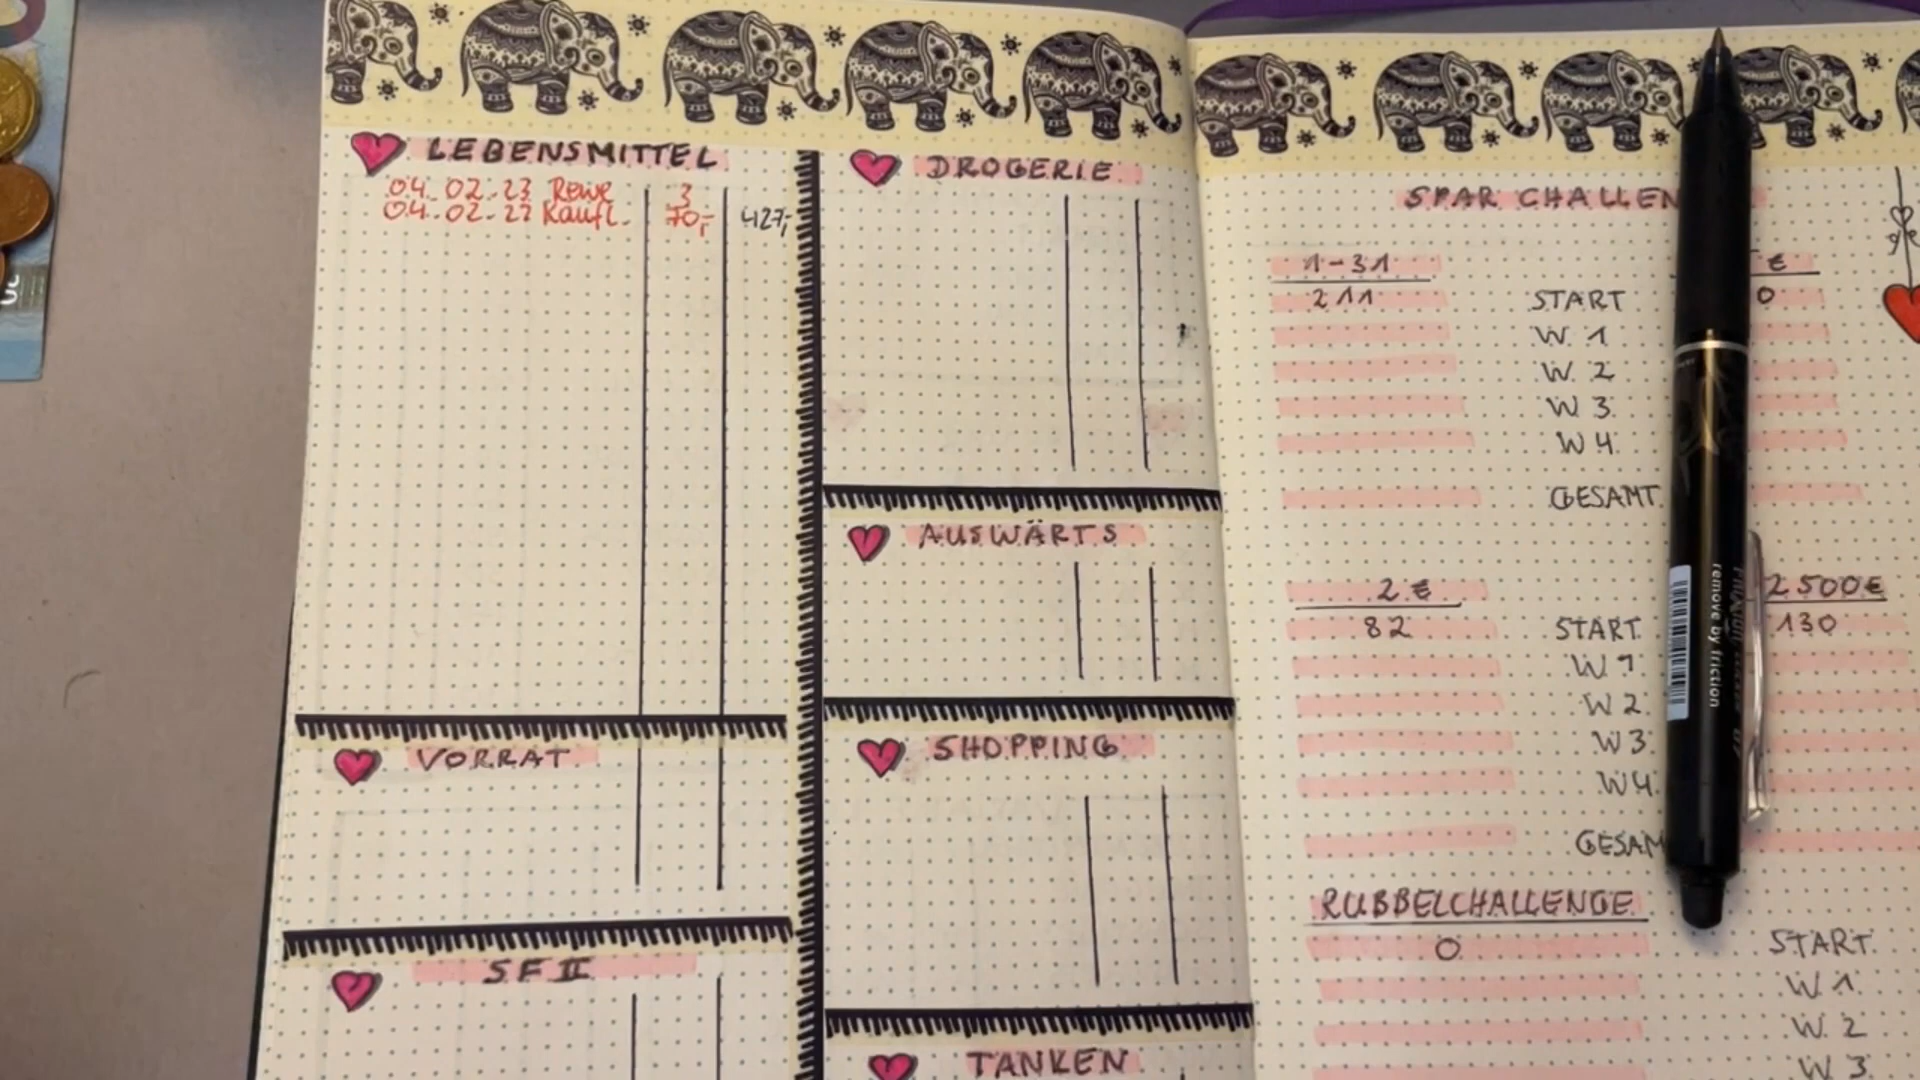 LEBENSMITTEL
04.02.23 Rewe 3
04.02.23 Kaufl. 70,- 427,-
VORRAT
SF II
DROGERIE
AUSWÄRTS
SHOPPING
TANKEN
SPAR CHALLEN
1-31 €
211 START 0
W 1
W 2
W 3
W 4
GESAMT
2 € 2500€
82 START 130
W 1
W 2
W 3
W 4
GESAM
RUBBELCHALLENGE
0 START
W 1
W 2
W 3
remove by friction